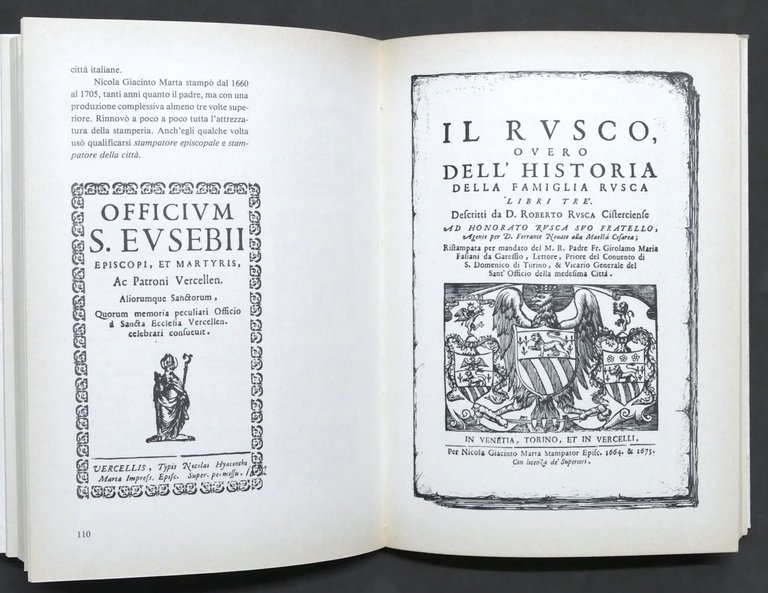 città italiane.
Nicola Giacinto Marta stampò dal 1660
al 1705, tanti anni quanto il padre, ma con una
produzione complessiva almeno tre volte supe-
riore. Rinnovò a poco a poco tutta l'attrezza-
tura della stamperia. Anch'egli qualche volta
usò qualificarsi stampatore episcopale e stam-
patore della città.
OFFICIVM
S. EVSEBII
EPISCOPI, ET MARTYRIS,
Ac Patroni Vercellen.
Aliorumque Sanctorum,
Quorum memoria peculiari Officio
à Sancta Ecclesia Vercellen.
celebrari consueuit.
VERCELLIS, Typis Nicolai Hyacinthi
Martæ Impress. Episc. Super. permissu.
110
IL RVSCO,
OVERO
DELL' HISTORIA
DELLA FAMIGLIA RVSCA
LIBRI TRE.
Descritti da D. ROBERTO RVSCA Cisterciense
AD HONORATO RVSCA SVO FRATELLO,
Agente per D. Ferrante Nouate alla Maestà Cesarea;
Ristampata per mandato del M. R. Padre Fr. Girolamo Maria
Fasiani da Garessio, Lettore, Priore del Conuento di
S. Domenico di Turino, & Vicario Generale del
Sant' Officio della medesima Città.
IN VENETIA, TORINO, ET IN VERCELLI,
Per Nicola Giacinto Marta Stampator Episc. 1664. & 1675.
Con licenza de' Superiori.